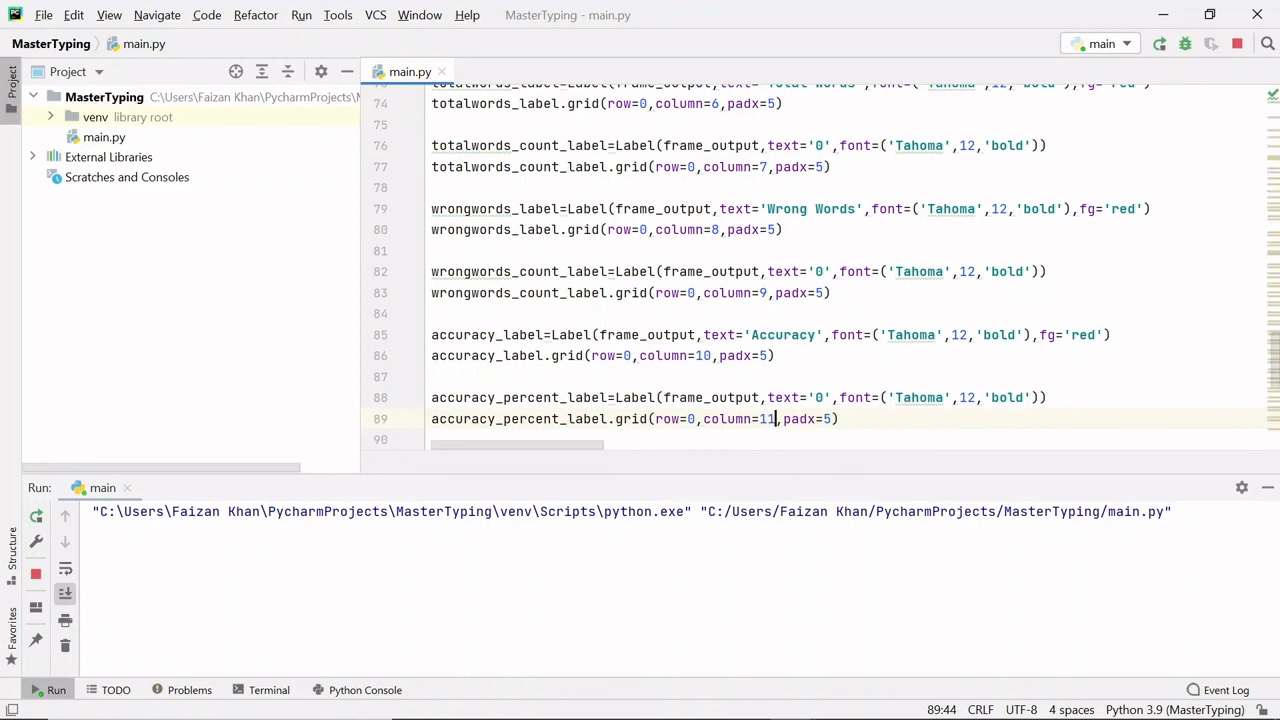 File Edit View Navigate Code Refactor Run Tools VCS Window Help MasterTyping - main.py
MasterTyping main.py main
Project main.py
MasterTyping C:\Users\Faizan Khan\PycharmProjects\M
venv library root
main.py
External Libraries
Scratches and Consoles
74 totalwords_label.grid(row=0,column=6,padx=5)
75
76 totalwords_count_label=Label(frame_output,text='0',font=('Tahoma',12,'bold'))
77 totalwords_count_label.grid(row=0,column=7,padx=5)
78
79 wrongwords_label=Label(frame_output,text='Wrong Words',font=('Tahoma',12,'bold'),fg='red')
80 wrongwords_label.grid(row=0,column=8,padx=5)
81
82 wrongwords_count_label=Label(frame_output,text='0',font=('Tahoma',12,'bold'))
83 wrongwords_count_label.grid(row=0,column=9,padx=5)
84
85 accuracy_label=Label(frame_output,text='Accuracy',font=('Tahoma',12,'bold'),fg='red
86 accuracy_label.grid(row=0,column=10,padx=5)
87
88 accuracy_percent_label=Label(frame_output,text='0',font=('Tahoma',12,'bold'))
89 accuracy_percent_label.grid(row=0,column=11,padx=5)
90
Run: main
"C:\Users\Faizan Khan\PycharmProjects\MasterTyping\venv\Scripts\python.exe" "C:/Users/Faizan Khan/PycharmProjects/MasterTyping/main.py"
Project
Structure
Favorites
Run TODO Problems Terminal Python Console Event Log
89:44 CRLF UTF-8 4 spaces Python 3.9 (MasterTyping)